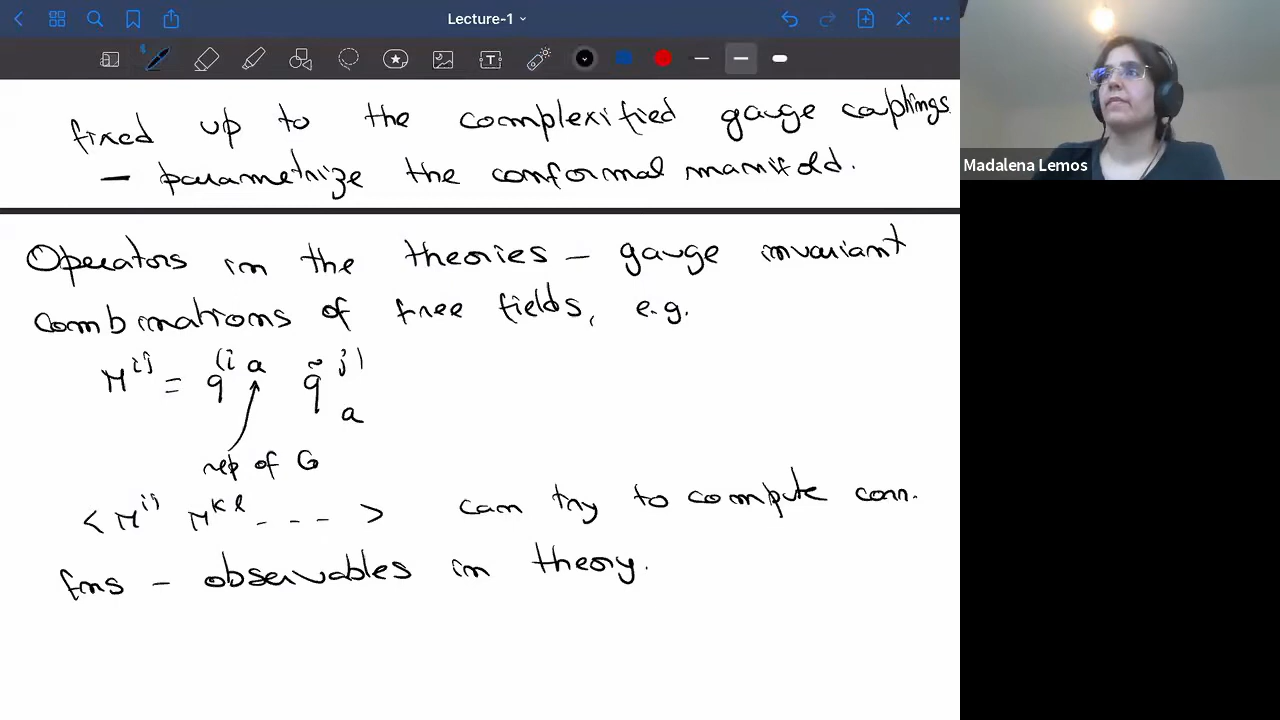 Lecture-1
fixed up to the complexified gauge couplings
— parametrize the conformal manifold.
Madalena Lemos
Operators in the theories — gauge invariant
combinations of free fields, e.g.
M^{ij} = q^{(i a} q̃^{j)}_a
rep of G
< M^{ij} M^{kl} - - - > can try to compute corr.
fns — observables in theory.